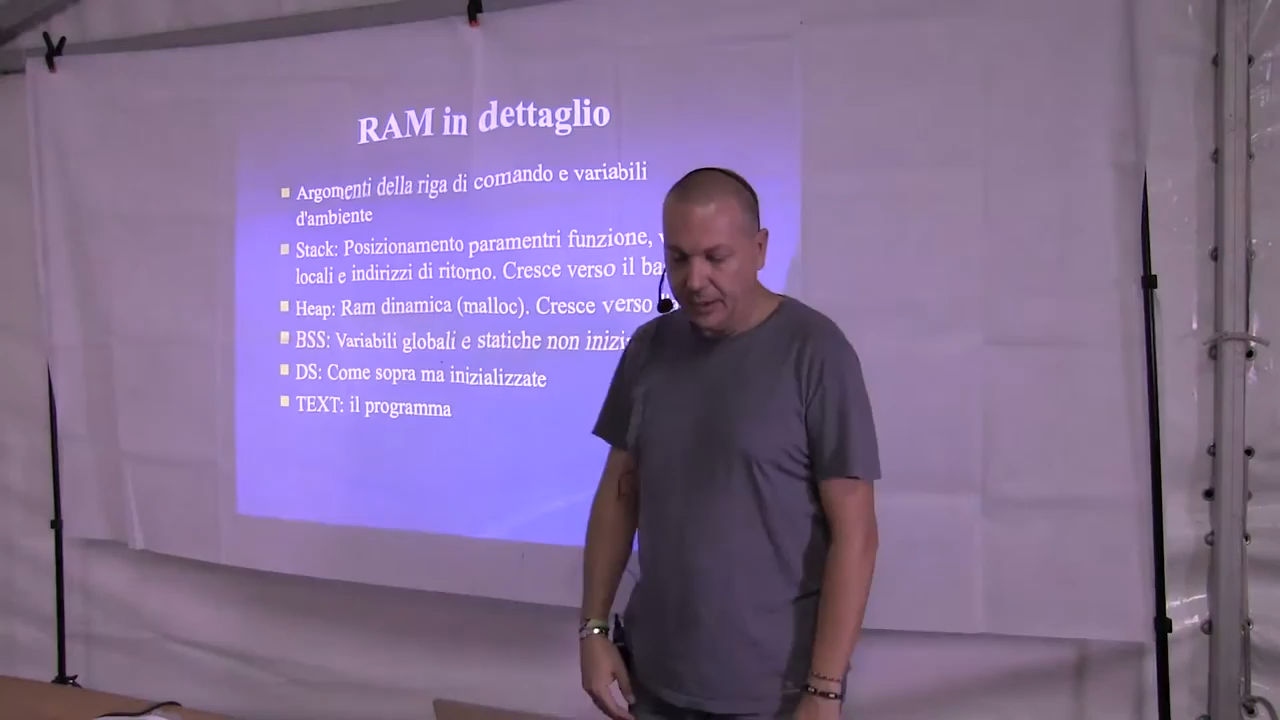 RAM in dettaglio
Argomenti della riga di comando e variabili
d'ambiente
Stack: Posizionamento paramentri funzione,
locali e indirizzi di ritorno. Cresce verso il
Heap: Ram dinamica (malloc). Cresce verso
BSS: Variabili globali e statiche non
DS: Come sopra ma inizializzate
TEXT: il programma